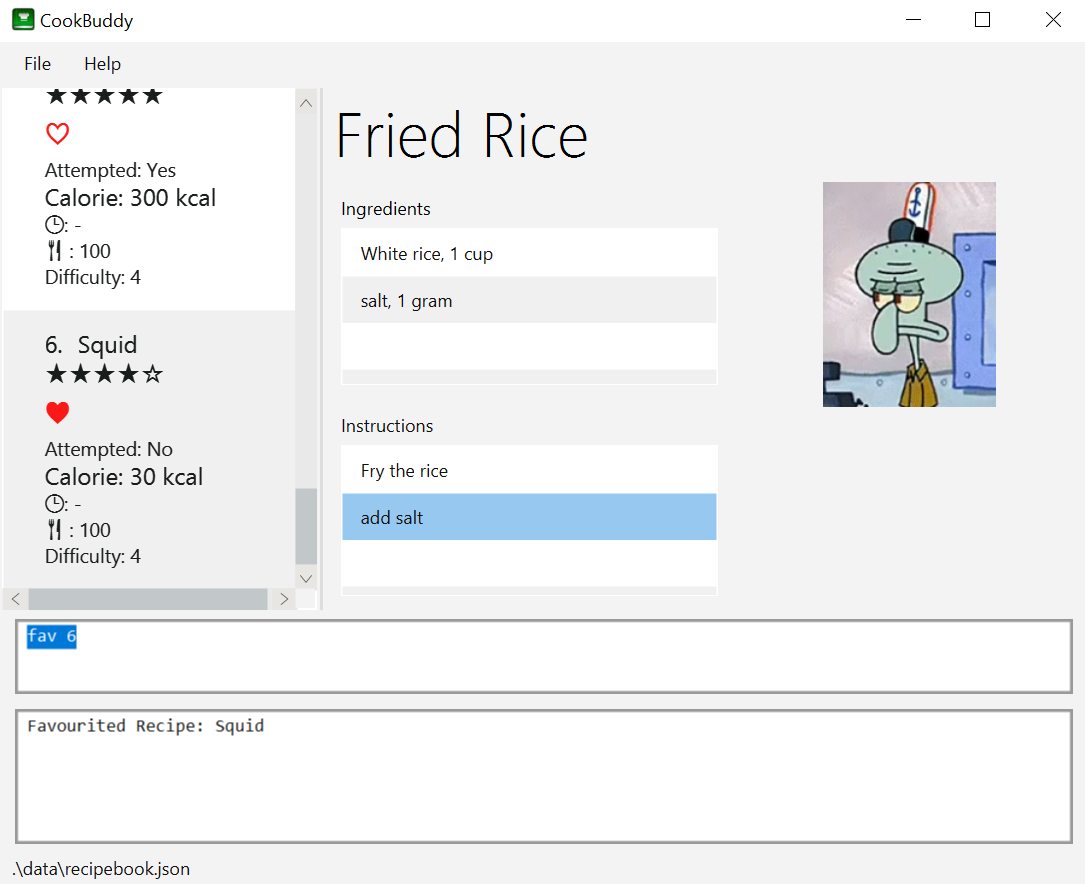 CookBuddy
File Help
★★★★★
♡
Attempted: Yes
Calorie: 300 kcal
🕒: -
🍴 : 100
Difficulty: 4
6. Squid
★★★★☆
♥
Attempted: No
Calorie: 30 kcal
🕒: -
🍴 : 100
Difficulty: 4
Fried Rice
Ingredients
White rice, 1 cup
salt, 1 gram
Instructions
Fry the rice
add salt
fav 6
Favourited Recipe: Squid
.\data\recipebook.json